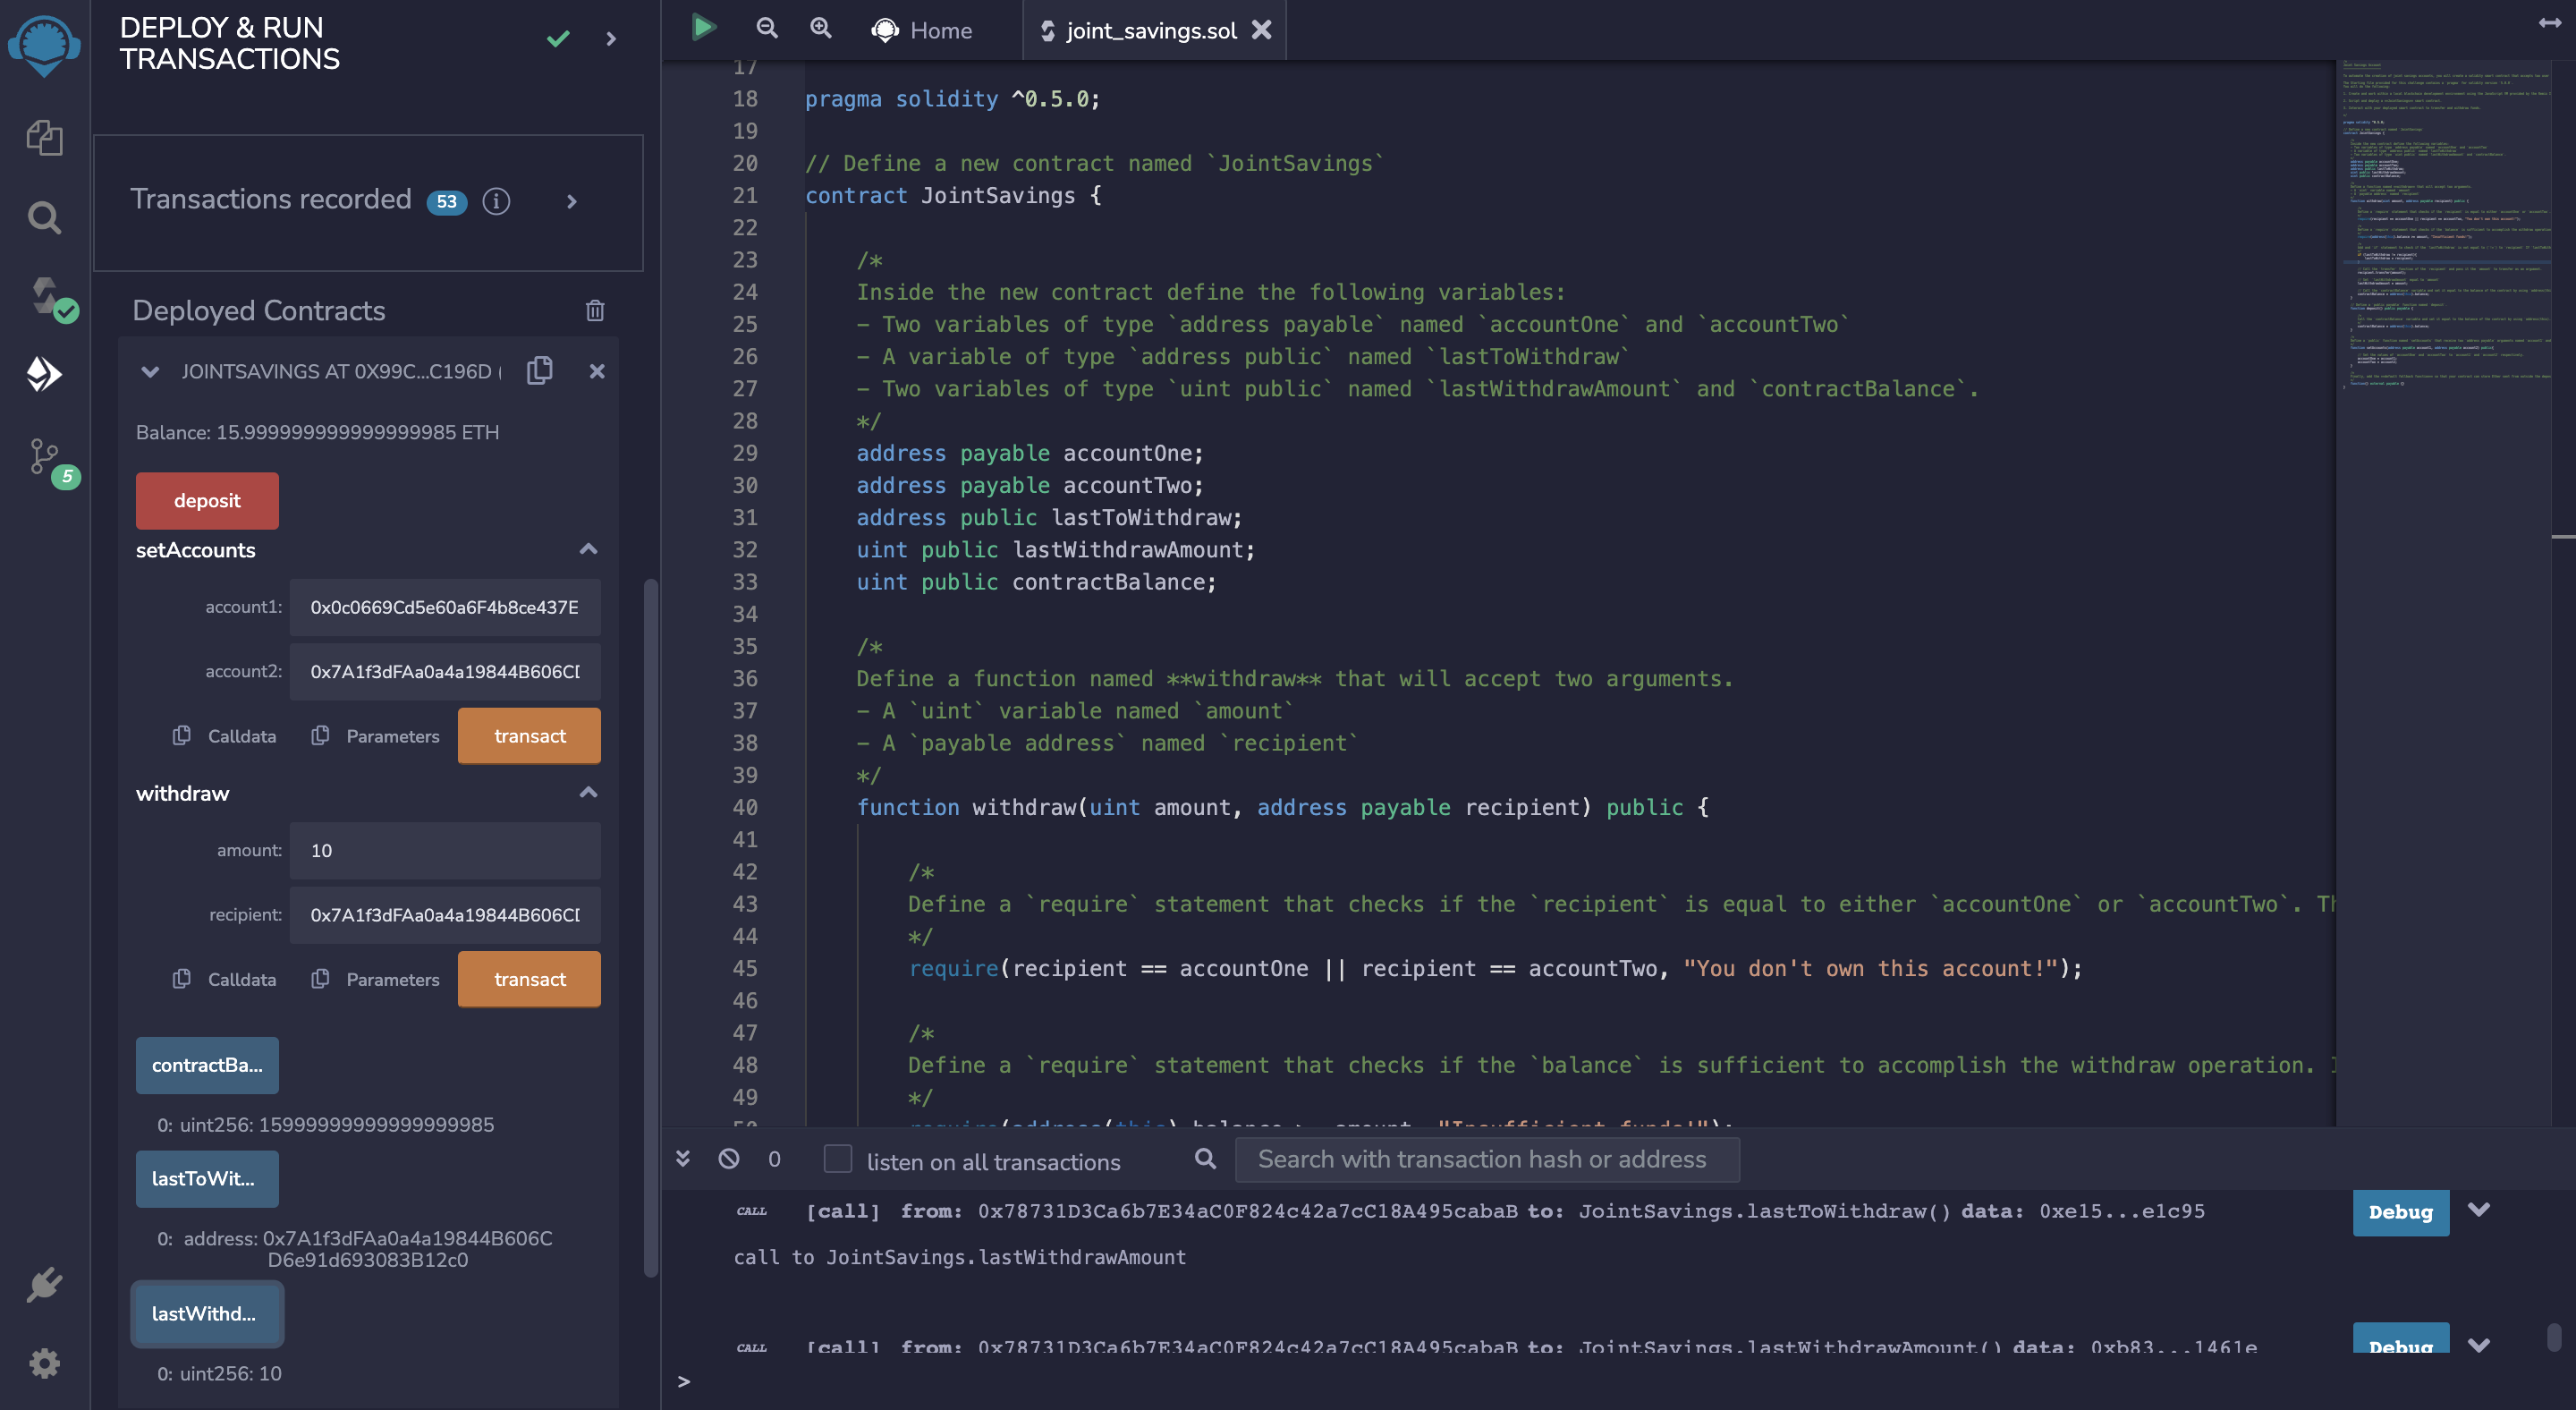 DEPLOY & RUN
TRANSACTIONS
Transactions recorded 53 i
Deployed Contracts
JOINTSAVINGS AT 0X99C...C196D (
Balance: 15.999999999999999985 ETH
deposit
setAccounts
account1: 0x0c0669Cd5e60a6F4b8ce437E
account2: 0x7A1f3dFAa0a4a19844B606CD
Calldata Parameters transact
withdraw
amount: 10
recipient: 0x7A1f3dFAa0a4a19844B606CD
Calldata Parameters transact
contractBa...
0: uint256: 15999999999999999985
lastToWit...
0: address: 0x7A1f3dFAa0a4a19844B606C
D6e91d693083B12c0
lastWithd...
0: uint256: 10
5
Home
joint_savings.sol
17
18 pragma solidity ^0.5.0;
19
20 // Define a new contract named `JointSavings`
21 contract JointSavings {
22
23 /*
24 Inside the new contract define the following variables:
25 - Two variables of type `address payable` named `accountOne` and `accountTwo`
26 - A variable of type `address public` named `lastToWithdraw`
27 - Two variables of type `uint public` named `lastWithdrawAmount` and `contractBalance`.
28 */
29 address payable accountOne;
30 address payable accountTwo;
31 address public lastToWithdraw;
32 uint public lastWithdrawAmount;
33 uint public contractBalance;
34
35 /*
36 Define a function named **withdraw** that will accept two arguments.
37 - A `uint` variable named `amount`
38 - A `payable address` named `recipient`
39 */
40 function withdraw(uint amount, address payable recipient) public {
41
42 /*
43 Define a `require` statement that checks if the `recipient` is equal to either `accountOne` or `accountTwo`. Th
44 */
45 require(recipient == accountOne || recipient == accountTwo, "You don't own this account!");
46
47 /*
48 Define a `require` statement that checks if the `balance` is sufficient to accomplish the withdraw operation. I
49 */
50 require(address(this).balance >= amount, "Insufficient funds!");
0 listen on all transactions Search with transaction hash or address
CALL [call] from: 0x78731D3Ca6b7E34aC0F824c42a7cC18A495cabaB to: JointSavings.lastToWithdraw() data: 0xe15...e1c95 Debug
call to JointSavings.lastWithdrawAmount
CALL [call] from: 0x78731D3Ca6b7E34aC0F824c42a7cC18A495cabaB to: JointSavings.lastWithdrawAmount() data: 0xb83...1461e Debug
>